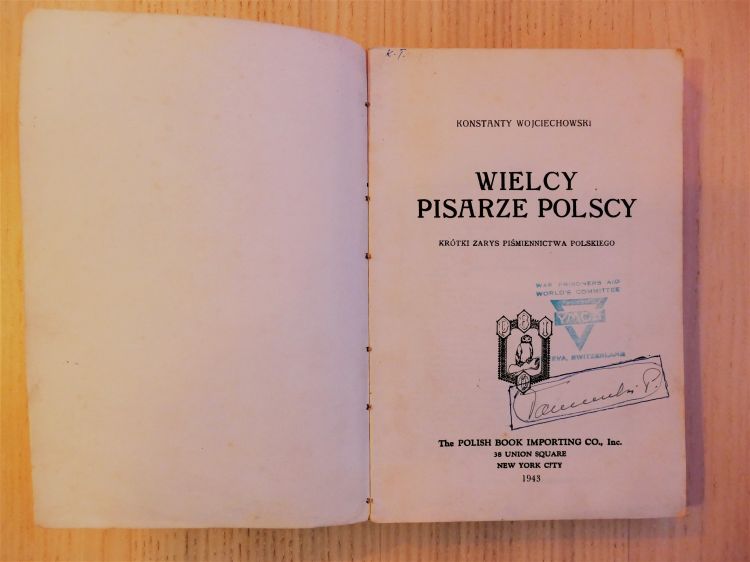 K-T.
KONSTANTY WOJCIECHOWSKI
WIELCY
PISARZE POLSCY
KRÓTKI ZARYS PIŚMIENNICTWA POLSKIEGO
WAR PRISONERS AID
WORLD'S COMMITTEE
YMCA
EVA, SWITZERLAND
The POLISH BOOK IMPORTING CO., Inc.
38 UNION SQUARE
NEW YORK CITY
1943